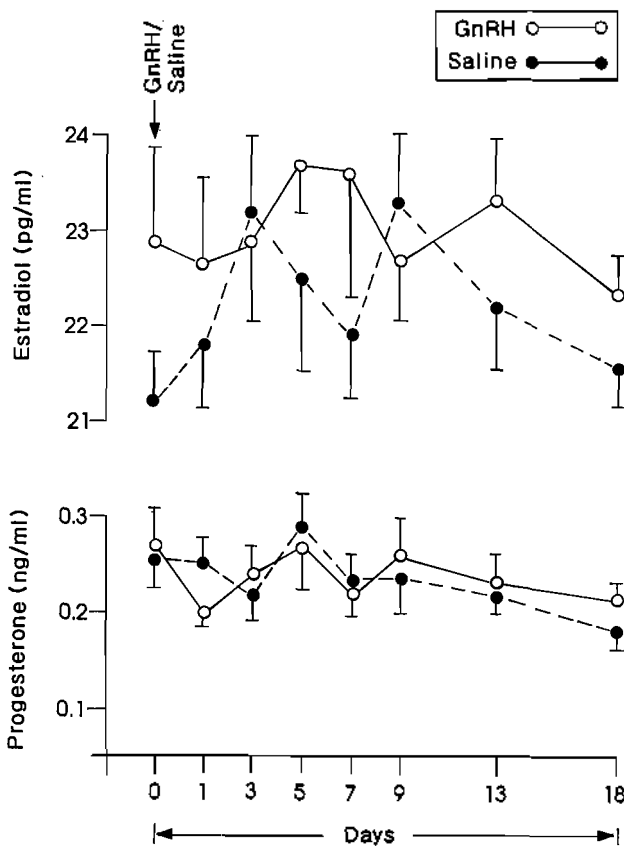 GnRH
Saline
GnRH/
Saline
Estradiol (pg/ml)
24
23
22
21
Progesterone (ng/ml)
0.3
0.2
0.1
0 1 3 5 7 9 13 18
Days